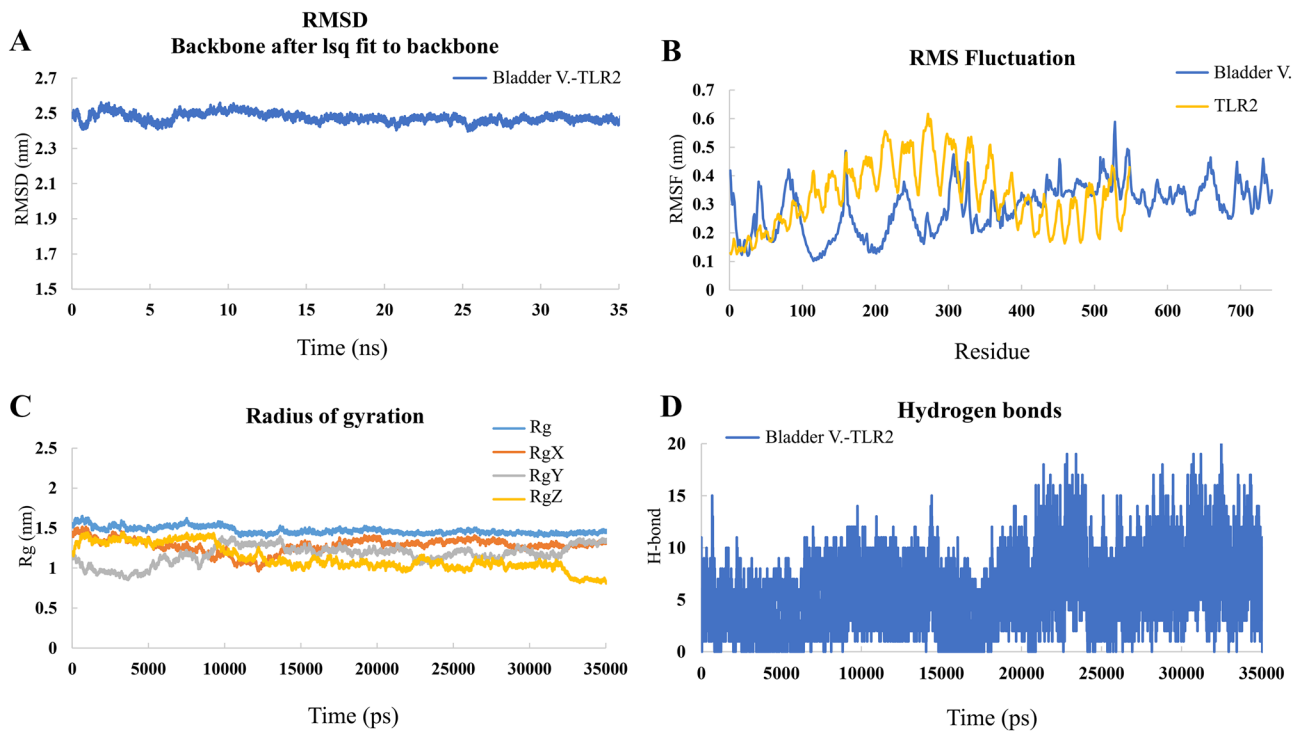 A
RMSD
Backbone after lsq fit to backbone
Bladder V.-TLR2
2.7
2.5
2.3
2.1
1.9
1.7
1.5
RMSD (nm)
0 5 10 15 20 25 30 35
Time (ns)
B
RMS Fluctuation
Bladder V.
TLR2
0.7
0.6
0.5
0.4
0.3
0.2
0.1
0
RMSF (nm)
0 100 200 300 400 500 600 700
Residue
C
Radius of gyration
Rg
RgX
RgY
RgZ
2.5
2
1.5
1
0.5
0
Rg (nm)
0 5000 10000 15000 20000 25000 30000 35000
Time (ps)
D
Hydrogen bonds
Bladder V.-TLR2
20
15
10
5
0
H-bond
0 5000 10000 15000 20000 25000 30000 35000
Time (ps)